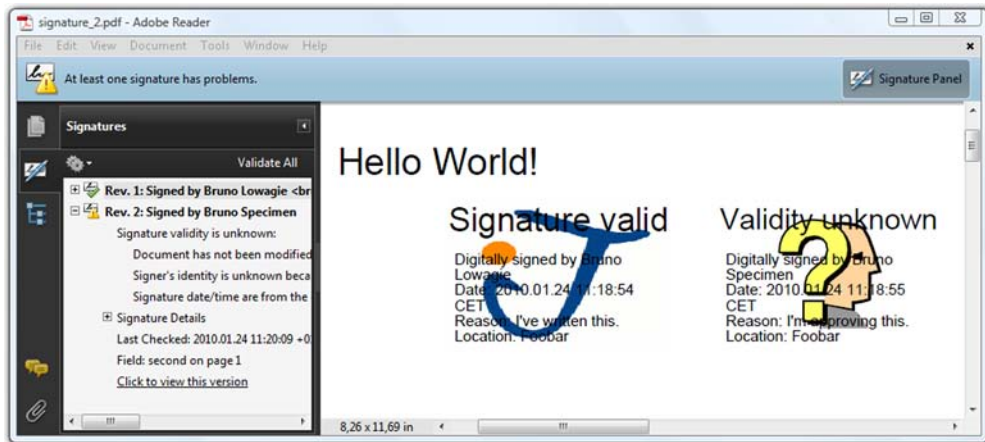 signature_2.pdf - Adobe Reader
File Edit View Document Tools Window Help
At least one signature has problems.
Signature Panel
Signatures
Validate All
Rev. 1: Signed by Bruno Lowagie <br
Rev. 2: Signed by Bruno Specimen
Signature validity is unknown:
Document has not been modified
Signer's identity is unknown beca
Signature date/time are from the
Signature Details
Last Checked: 2010.01.24 11:20:09 +0
Field: second on page 1
Click to view this version
Hello World!
Signature valid
Digitally signed by Bruno
Lowagie
Date: 2010.01.24 11:18:54
CET
Reason: I've written this.
Location: Foobar
Validity unknown
Digitally signed by Bruno
Specimen
Date: 2010.01.24 11:18:55
CET
Reason: I'm approving this.
Location: Foobar
8,26 x 11,69 in